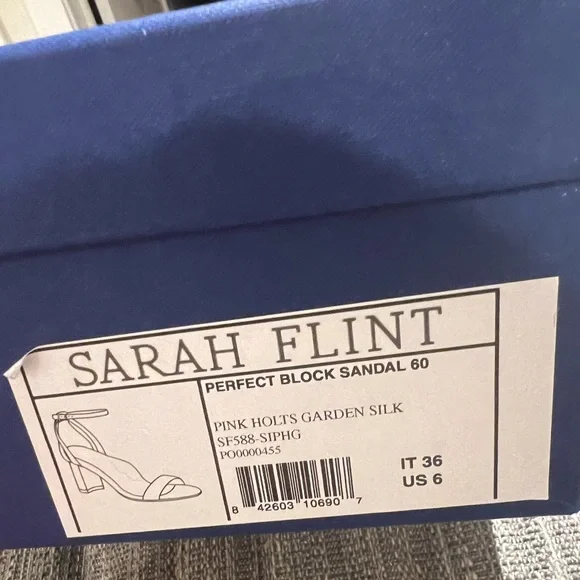 SARAH FLINT
PERFECT BLOCK SANDAL 60
PINK HOLTS GARDEN SILK
SF588-SIPHG
PO0000455
IT 36
US 6
8 42603 10690 7